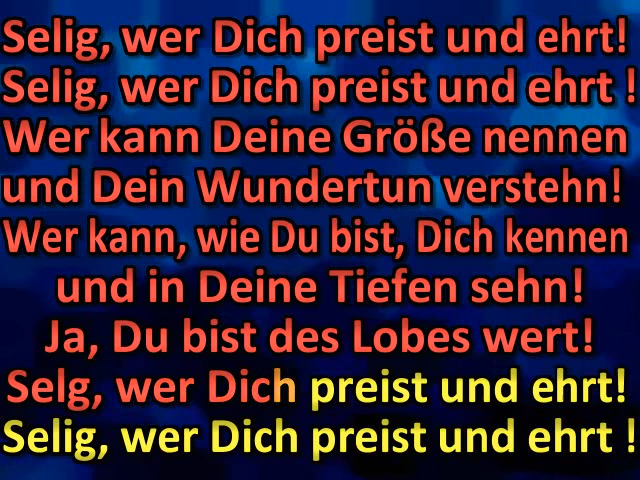 Selig, wer Dich preist und ehrt!
Selig, wer Dich preist und ehrt !
Wer kann Deine Größe nennen
und Dein Wundertun verstehn!
Wer kann, wie Du bist, Dich kennen
und in Deine Tiefen sehn!
Ja, Du bist des Lobes wert!
Selg, wer Dich preist und ehrt!
Selig, wer Dich preist und ehrt !